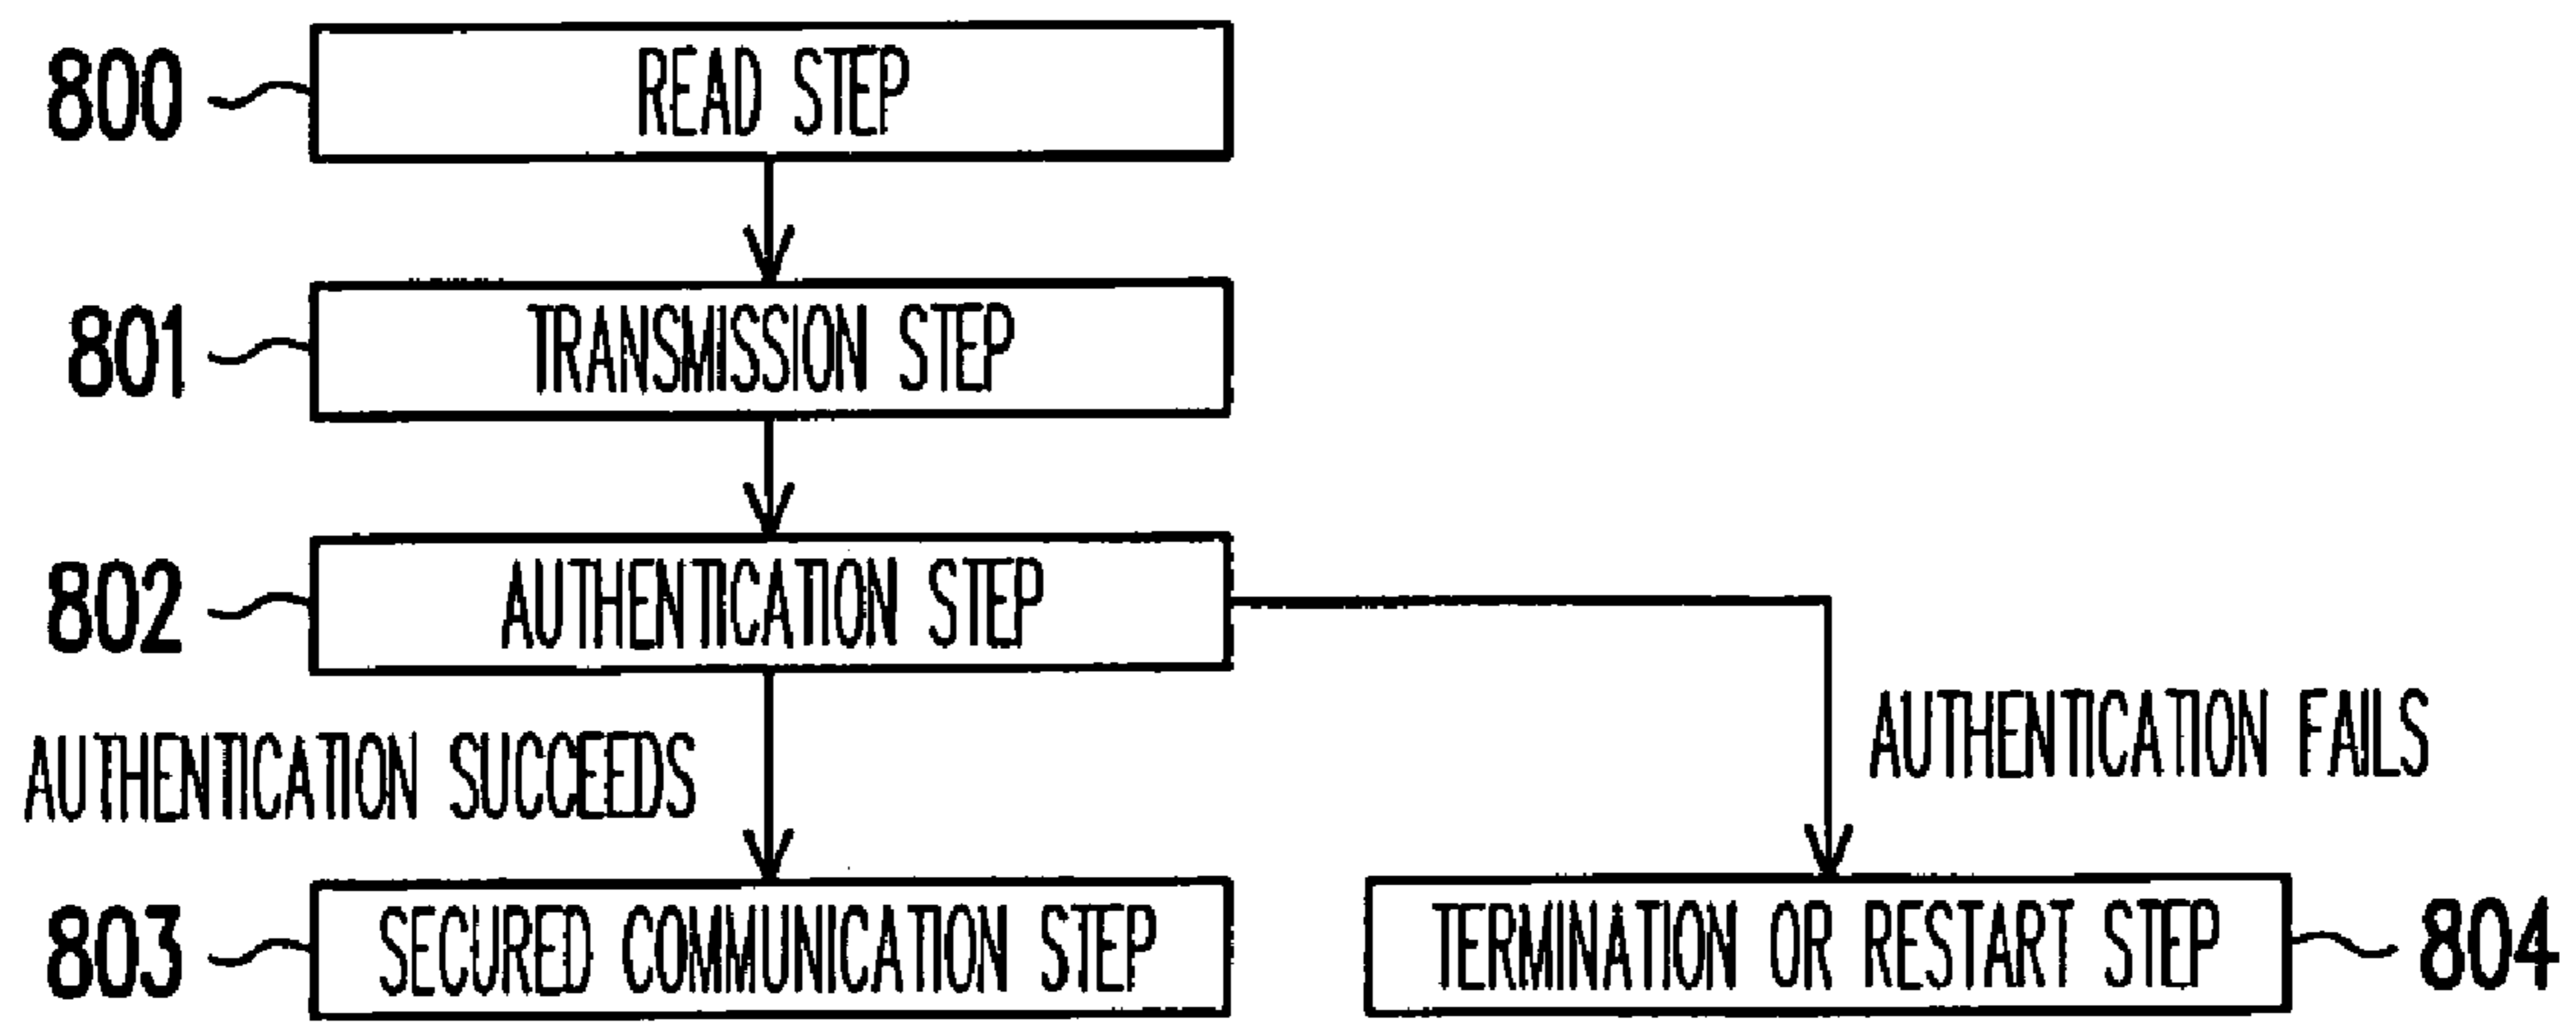 800 READ STEP
801 TRANSMISSION STEP
802 AUTHENTICATION STEP
AUTHENTICATION SUCCEEDS
AUTHENTICATION FAILS
803 SECURED COMMUNICATION STEP
TERMINATION OR RESTART STEP 804